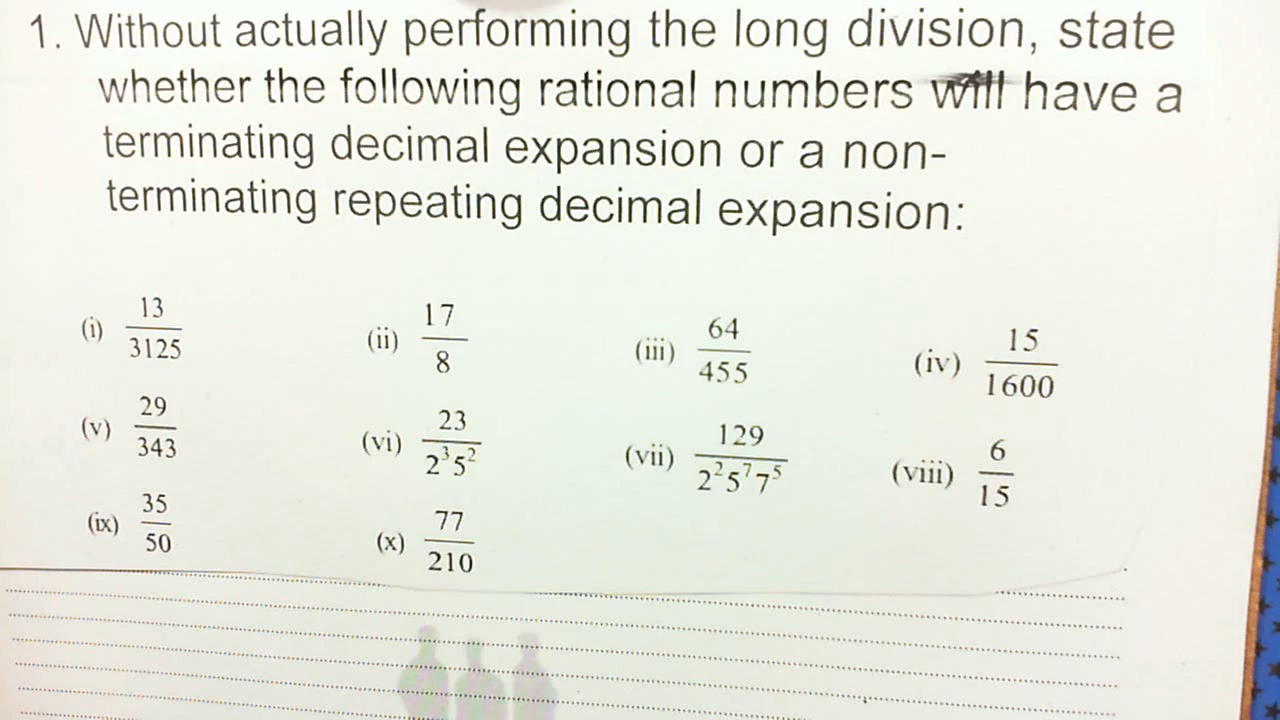 1. Without actually performing the long division, state
whether the following rational numbers will have a
terminating decimal expansion or a non-
terminating repeating decimal expansion:
(i) 13/3125 (ii) 17/8 (iii) 64/455 (iv) 15/1600
(v) 29/343 (vi) 23/2³5² (vii) 129/2²5⁷7⁵ (viii) 6/15
(ix) 35/50 (x) 77/210